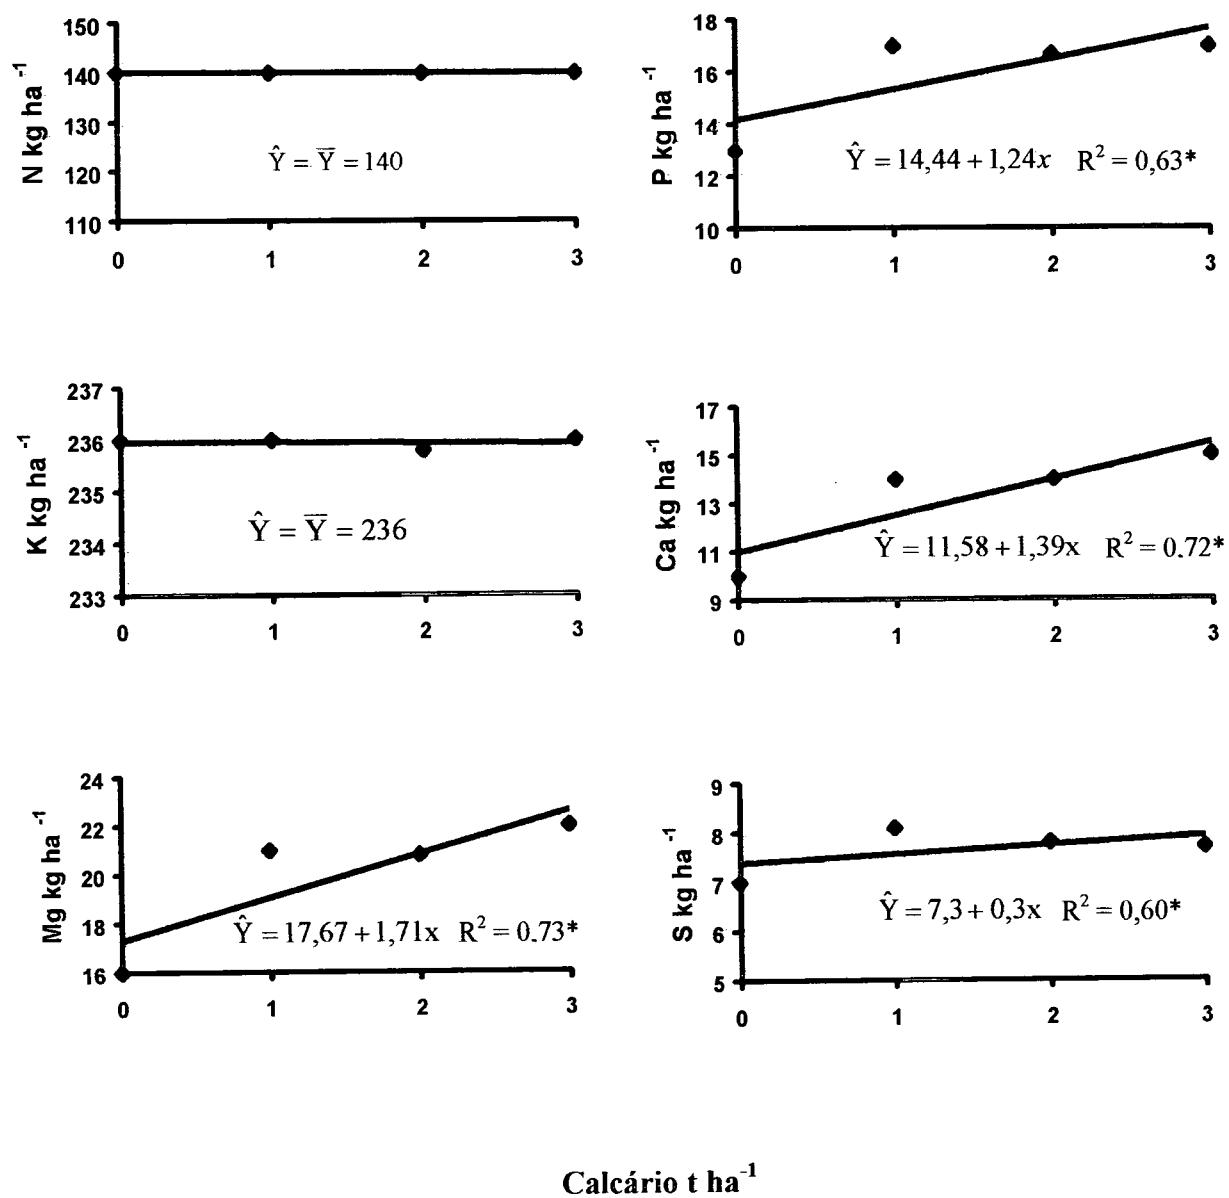 N kg ha⁻¹
150
140
130
120
110
Ŷ = Y̅ = 140
0 1 2 3
P kg ha⁻¹
18
16
14
12
10
Ŷ = 14,44 + 1,24x R² = 0,63*
0 1 2 3
K kg ha⁻¹
237
236
235
234
233
Ŷ = Y̅ = 236
0 1 2 3
Ca kg ha⁻¹
17
15
13
11
9
Ŷ = 11,58 + 1,39x R² = 0.72*
0 1 2 3
Mg kg ha⁻¹
24
22
20
18
16
Ŷ = 17,67 + 1,71x R² = 0.73*
0 1 2 3
S kg ha⁻¹
9
8
7
6
5
Ŷ = 7,3 + 0,3x R² = 0,60*
0 1 2 3
Calcário t ha⁻¹